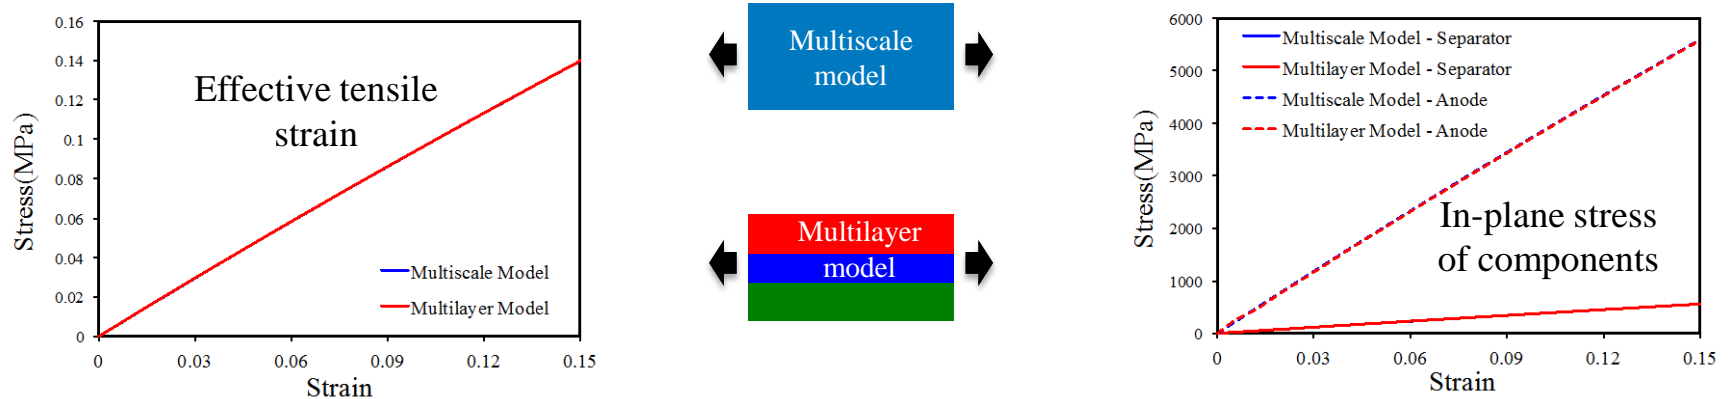 0.16
0.14
0.12
0.1
0.08
0.06
0.04
0.02
0
Stress(MPa)
Effective tensile
strain
Multiscale Model
Multilayer Model
0
0.03
0.06
0.09
0.12
0.15
Strain
Multiscale
model
Multilayer
model
6000
5000
4000
3000
2000
1000
0
Stress(MPa)
Multiscale Model - Separator
Multilayer Model - Separator
Multiscale Model - Anode
Multilayer Model - Anode
In-plane stress
of components
0
0.03
0.06
0.09
0.12
0.15
Strain